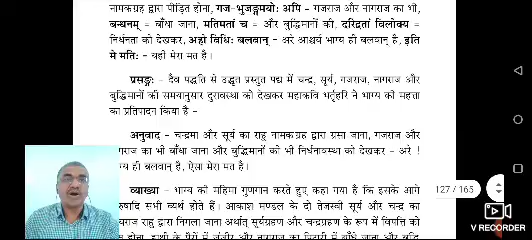 नामकग्रह द्वारा पीड़ित होना, गज-भुजङ्गमयोः अपि - गजराज और नागराज का भी,
बन्धनम् - बाँधा जाना, मतिमतां च - और बुद्धिमानों की, दरिद्रतां विलोक्य -
निर्धनता को देखकर, अहो विधिः बलवान् - अरे आश्चर्य भाग्य ही बलवान् है, इति
मे मतिः - यही मेरा मत है।
प्रसङ्गः - दैव पद्धति से उद्धृत प्रस्तुत पद्य में चन्द्र, सूर्य, गजराज, नागराज और
बुद्धिमानों की समयानुसार दुरावस्था को देखकर महाकवि भर्तृहरि ने भाग्य की महत्ता
का प्रतिपादन किया है -
अनुवाद - चन्द्रमा और सूर्य का राहु नामकग्रह द्वारा ग्रसा जाना, गजराज और
का भी बाँधा जाना और बुद्धिमानों को भी निर्धनावस्था को देखकर - अरे !
ही बलवान् है, ऐसा मेरा मत है।
व्याख्या - भाग्य की महिमा गुणगान करते हुए कहा गया है कि इसके आगे
सभी व्यर्थ होते हैं। आकाश मण्डल के दो तेजस्वी सूर्य और चन्द्र का
राहु द्वारा निगला जाना अर्थात् सूर्यग्रहण और चन्द्रग्रहण के रूप में विपत्ति को
127 / 165
V RECORDER